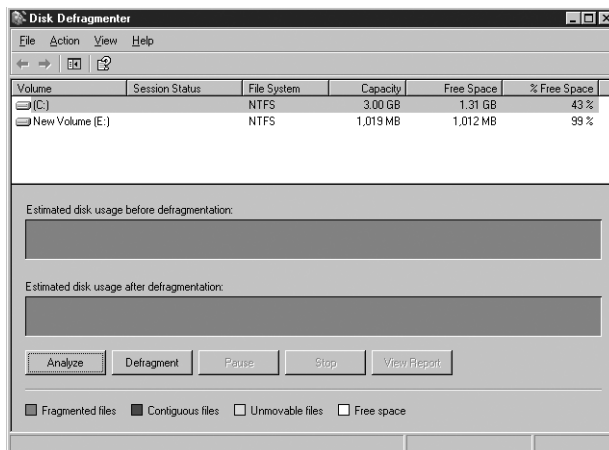 Disk Defragmenter
File Action View Help
Volume Session Status File System Capacity Free Space % Free Space
(C:) NTFS 3.00 GB 1.31 GB 43 %
New Volume (E:) NTFS 1,019 MB 1,012 MB 99 %
Estimated disk usage before defragmentation:
Estimated disk usage after defragmentation:
Analyze Defragment Pause Stop View Report
Fragmented files Contiguous files Unmovable files Free space